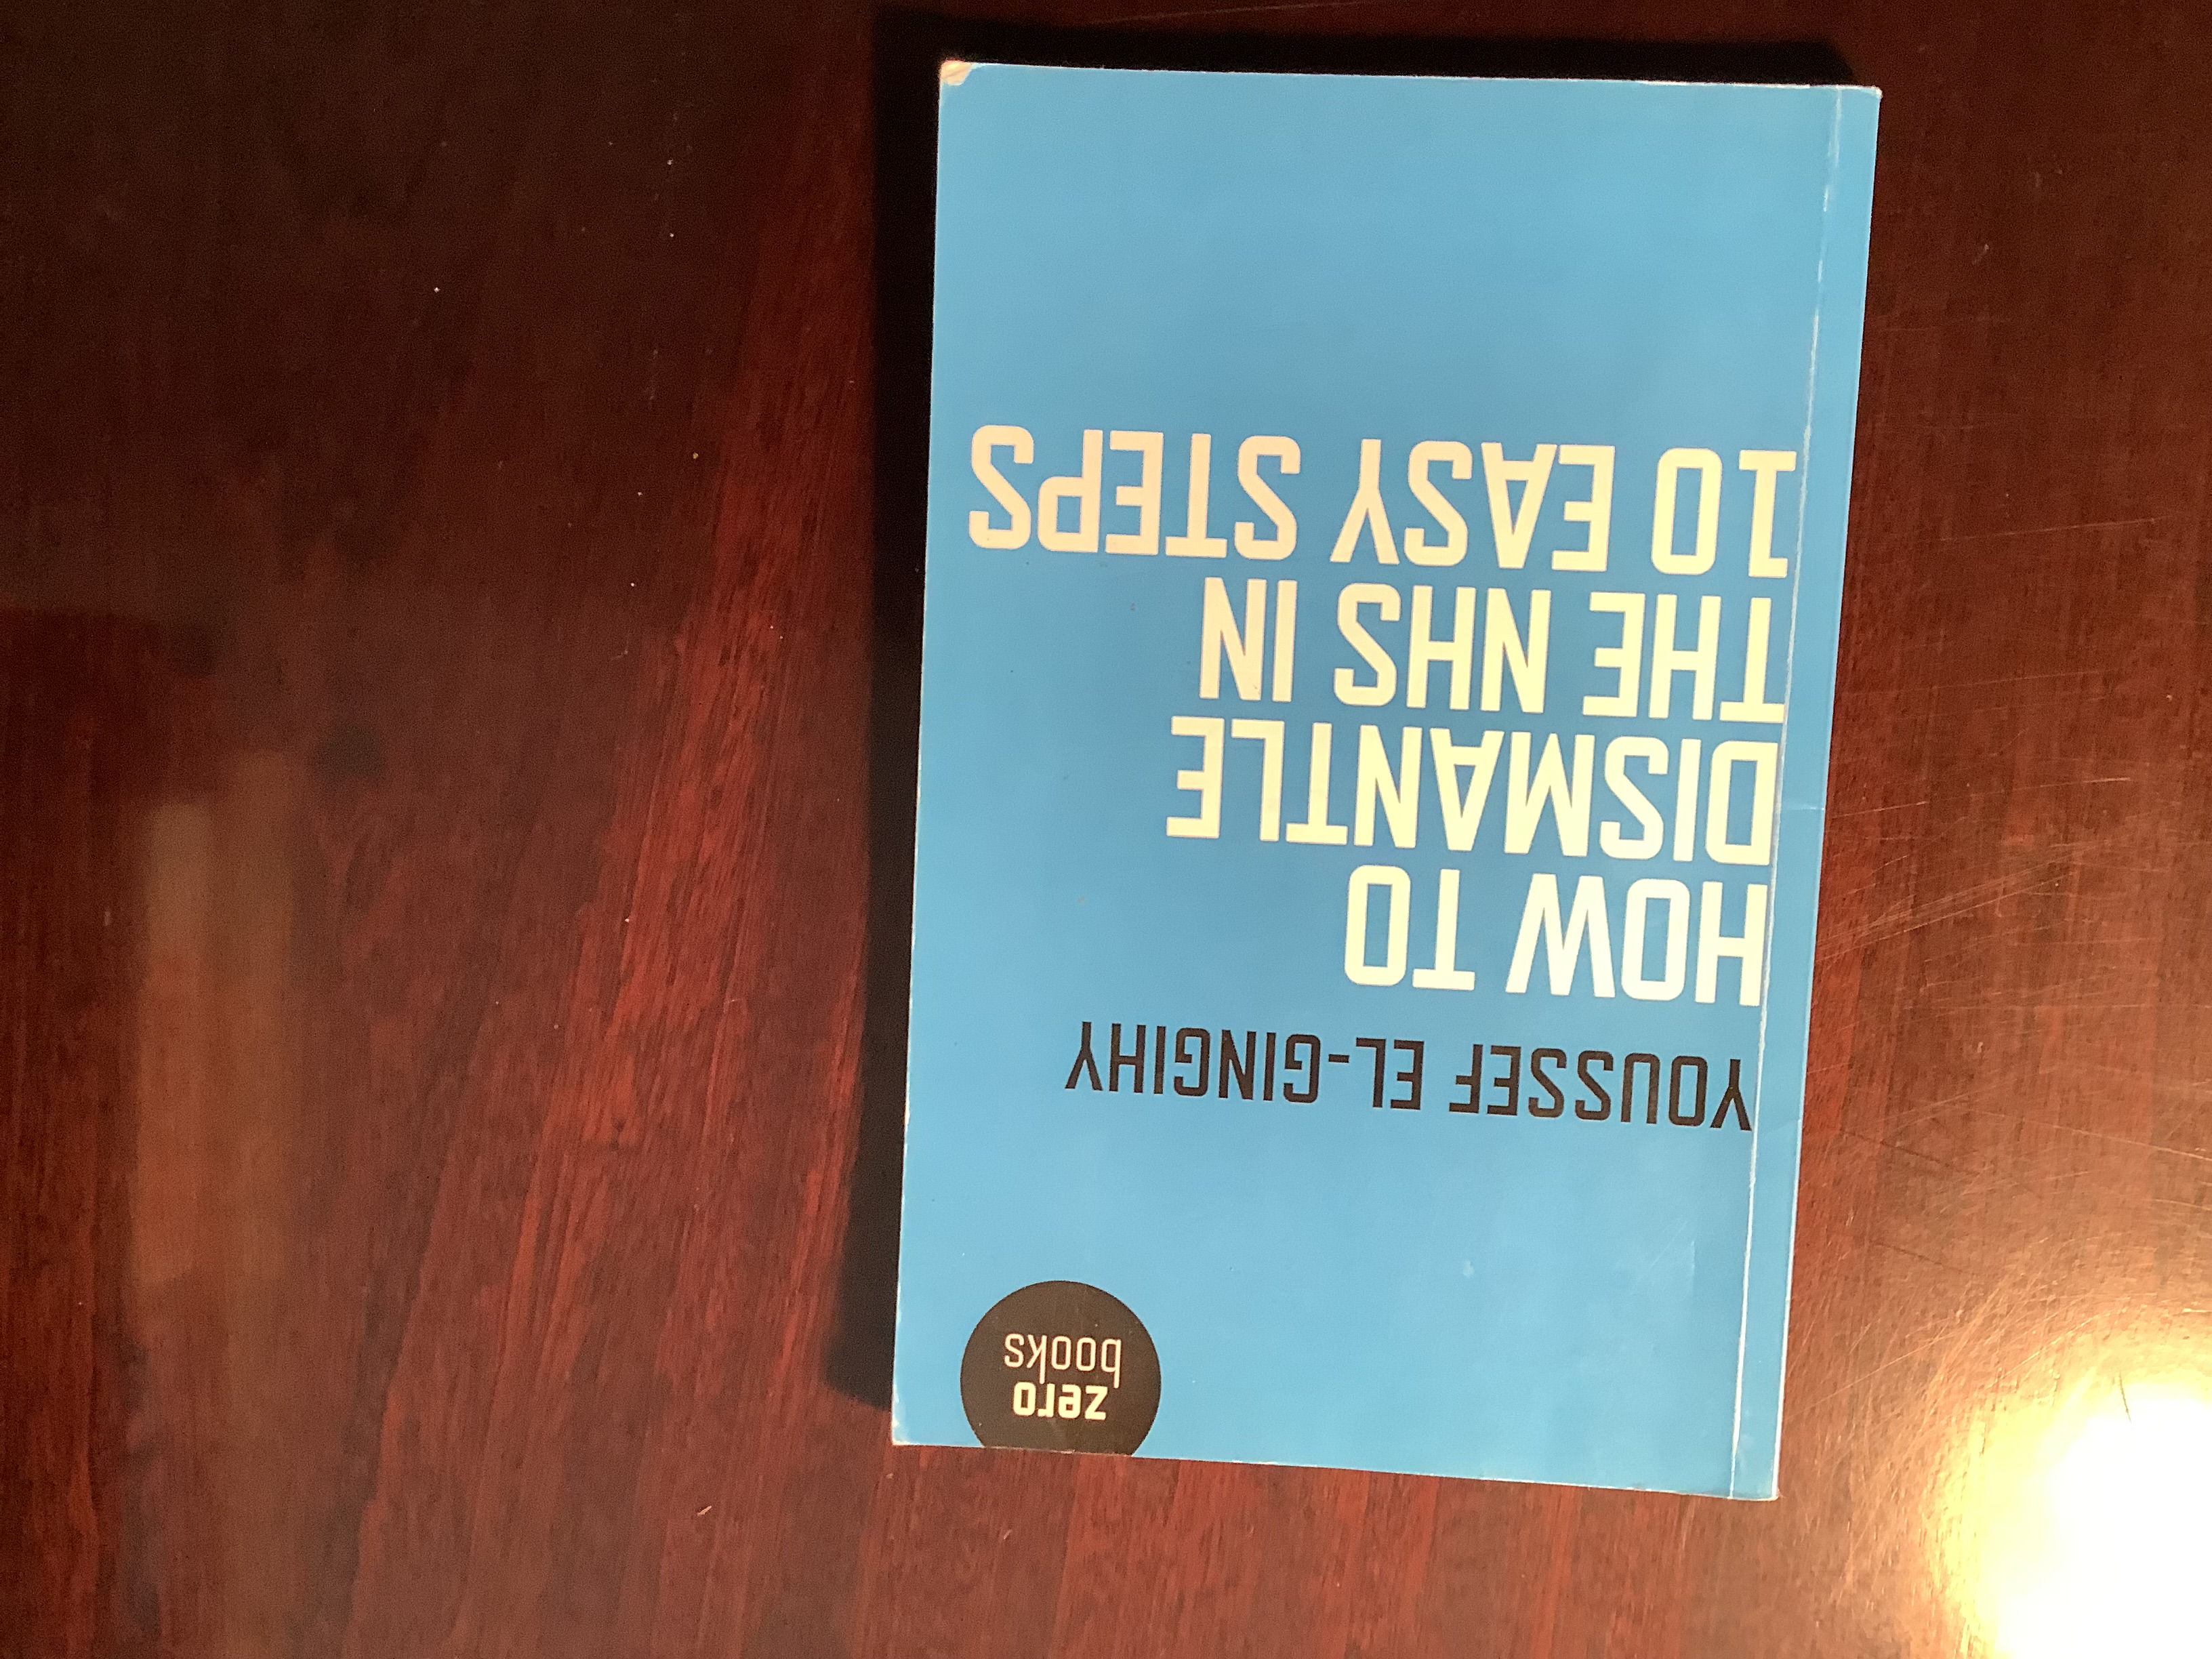 zero
books
YOUSSEF EL-GINGIHY
HOW TO
DISMANTLE
THE NHS IN
10 EASY STEPS